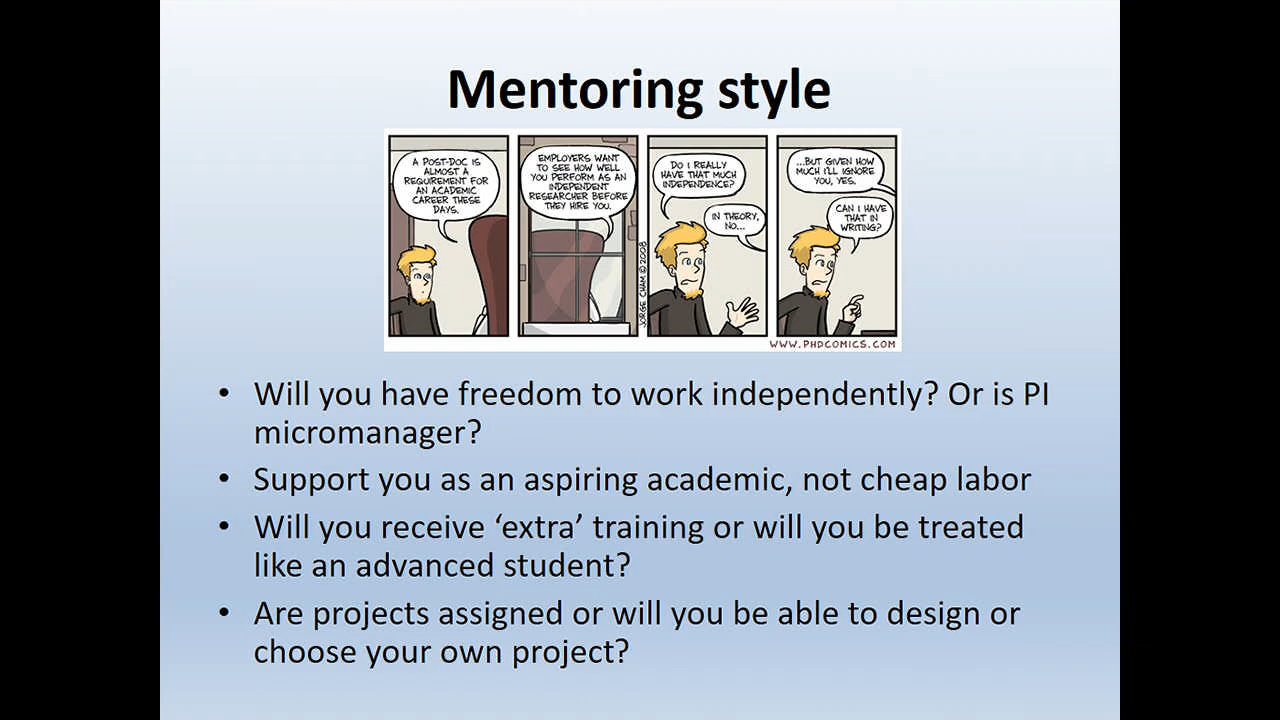 Mentoring style
A POST-DOC IS
ALMOST A
REQUIREMENT FOR
AN ACADEMIC
CAREER THESE
DAYS.
EMPLOYERS WANT
TO SEE HOW WELL
YOU PERFORM AS AN
INDEPENDENT
RESEARCHER BEFORE
THEY HIRE YOU.
JORGE CHAM © 2008
DO I REALLY
HAVE THAT MUCH
INDEPENDENCE?
IN THEORY,
NO...
...BUT GIVEN HOW
MUCH I'LL IGNORE
YOU, YES.
CAN I HAVE
THAT IN
WRITING?
WWW.PHDCOMICS.COM
• Will you have freedom to work independently? Or is PI
micromanager?
• Support you as an aspiring academic, not cheap labor
• Will you receive ‘extra’ training or will you be treated
like an advanced student?
• Are projects assigned or will you be able to design or
choose your own project?